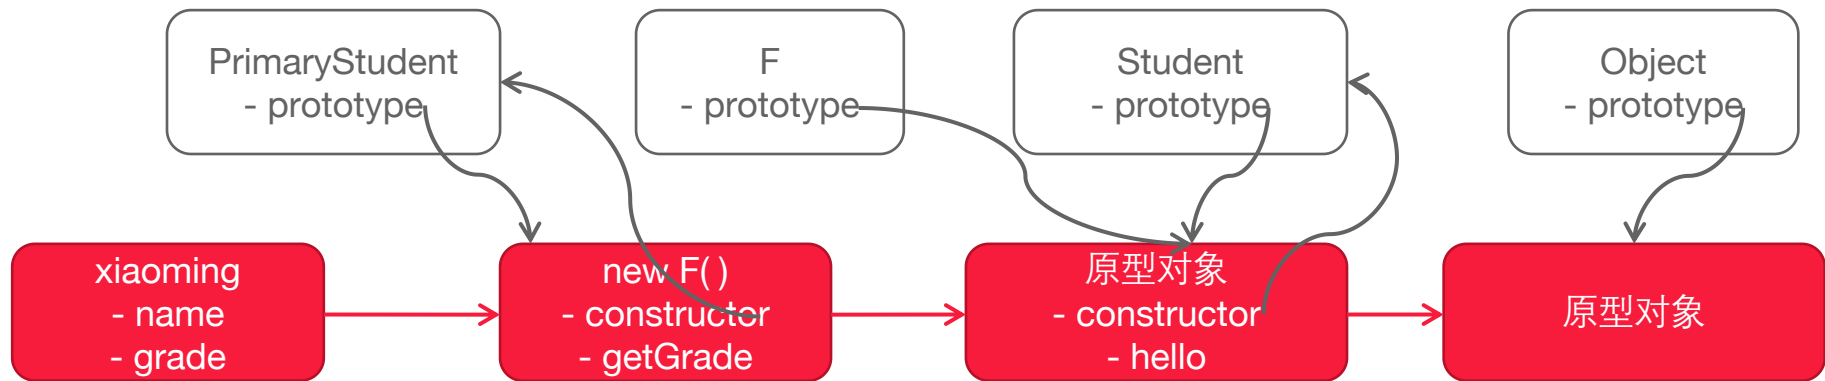 PrimaryStudent
- prototype
F
- prototype
Student
- prototype
Object
- prototype
xiaoming
- name
- grade
new F( )
- constructor
- getGrade
原型对象
- constructor
- hello
原型对象